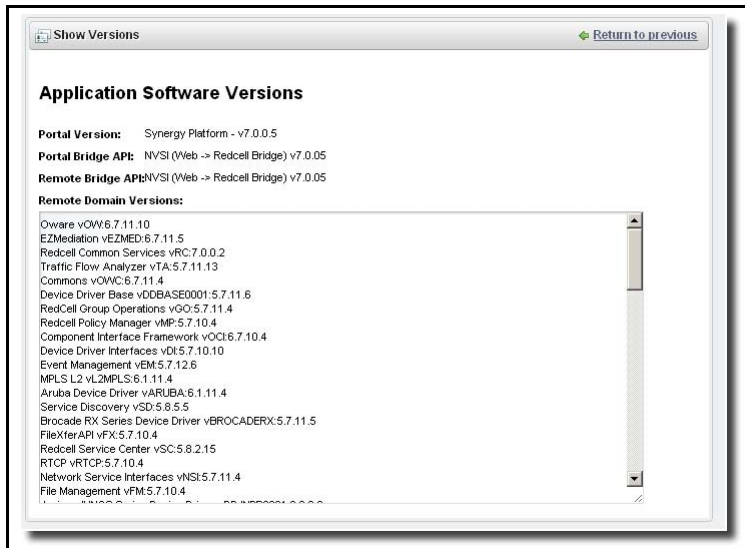 Show Versions
Return to previous
Application Software Versions
Portal Version: Synergy Platform - v7.0.0.5
Portal Bridge API: NVSI (Web -> Redcell Bridge) v7.0.05
Remote Bridge API:NVSI (Web -> Redcell Bridge) v7.0.05
Remote Domain Versions:
Oware vOW:6.7.11.10
EZMediation vEZMED:6.7.11.5
Redcell Common Services vRC:7.0.0.2
Traffic Flow Analyzer vTA:5.7.11.13
Commons vOWC:6.7.11.4
Device Driver Base vDDBASE0001:5.7.11.6
RedCell Group Operations vGO:5.7.11.4
Redcell Policy Manager vMP:5.7.10.4
Component Interface Framework vOCI:6.7.10.4
Device Driver Interfaces vDI:5.7.10.10
Event Management vEM:5.7.12.6
MPLS L2 vL2MPLS:6.1.11.4
Aruba Device Driver vARUBA:6.1.11.4
Service Discovery vSD:5.8.5.5
Brocade RX Series Device Driver vBROCADERX:5.7.11.5
FileXferAPI vFX:5.7.10.4
Redcell Service Center vSC:5.8.2.15
RTCP vRTCP:5.7.10.4
Network Service Interfaces vNSI:5.7.11.4
File Management vFM:5.7.10.4